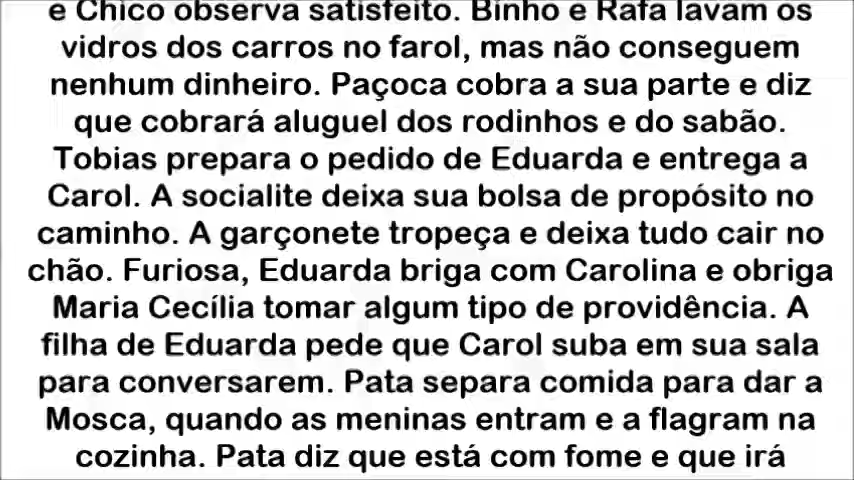 e Chico observa satisfeito. Binho e Rafa lavam os
vidros dos carros no farol, mas não conseguem
nenhum dinheiro. Paçoca cobra a sua parte e diz
que cobrará aluguel dos rodinhos e do sabão.
Tobias prepara o pedido de Eduarda e entrega a
Carol. A socialite deixa sua bolsa de propósito no
caminho. A garçonete tropeça e deixa tudo cair no
chão. Furiosa, Eduarda briga com Carolina e obriga
Maria Cecília tomar algum tipo de providência. A
filha de Eduarda pede que Carol suba em sua sala
para conversarem. Pata separa comida para dar a
Mosca, quando as meninas entram e a flagram na
cozinha. Pata diz que está com fome e que irá